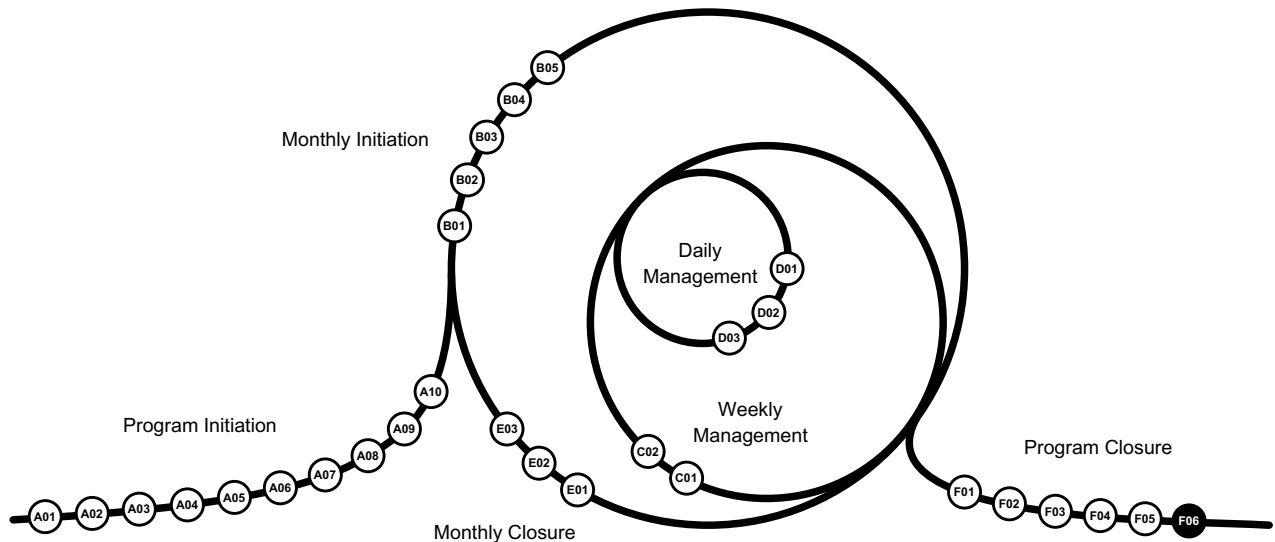 B05
B04
Monthly Initiation
B03
B02
B01
Daily
Management
D01
D02
D03
A10
Program Initiation
A09
A08
A07
A06
A05
A04
A03
A02
A01
E03
E02
E01
Monthly Closure
Weekly
Management
C02
C01
Program Closure
F01
F02
F03
F04
F05
F06